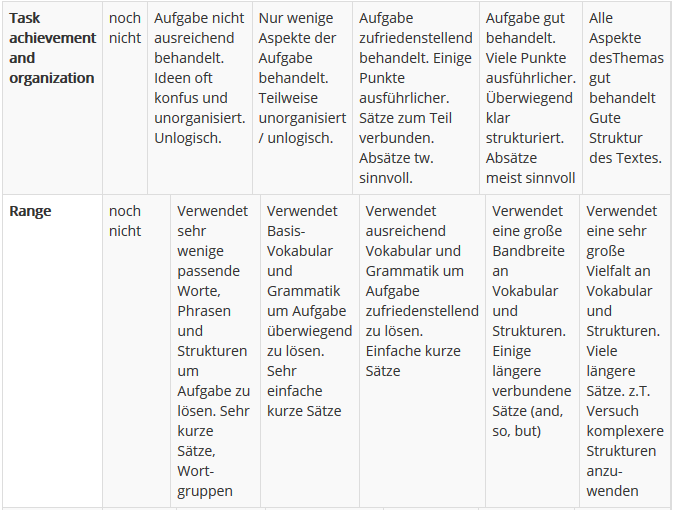 Task
achievement
and
organization
noch
nicht
Aufgabe nicht
ausreichend
behandelt.
Ideen oft
konfus und
unorganisiert.
Unlogisch.
Nur wenige
Aspekte der
Aufgabe
behandelt.
Teilweise
unorganisiert
/ unlogisch.
Aufgabe
zufriedenstellend
behandelt. Einige
Punkte
ausführlicher.
Sätze zum Teil
verbunden.
Absätze tw.
sinnvoll.
Aufgabe gut
behandelt.
Viele Punkte
ausführlicher.
Überwiegend
klar
strukturiert.
Absätze
meist sinnvoll
Alle
Aspekte
desThemas
gut
behandelt
Gute
Struktur
des Textes.
Range
noch
nicht
Verwendet
sehr
wenige
passende
Worte,
Phrasen
und
Strukturen
um
Aufgabe zu
lösen. Sehr
kurze
Sätze,
Wort-
gruppen
Verwendet
Basis-
Vokabular
und
Grammatik
um Aufgabe
überwiegend
zu lösen.
Sehr
einfache
kurze Sätze
Verwendet
ausreichend
Vokabular und
Grammatik um
Aufgabe
zufriedenstellend
zu lösen.
Einfache kurze
Sätze
Verwendet
eine große
Bandbreite
an
Vokabular
und
Strukturen.
Einige
längere
verbundene
Sätze (and,
so, but)
Verwendet
eine sehr
große
Vielfalt an
Vokabular
und
Strukturen.
Viele
längere
Sätze. z.T.
Versuch
komplexere
Strukturen
anzu-
wenden